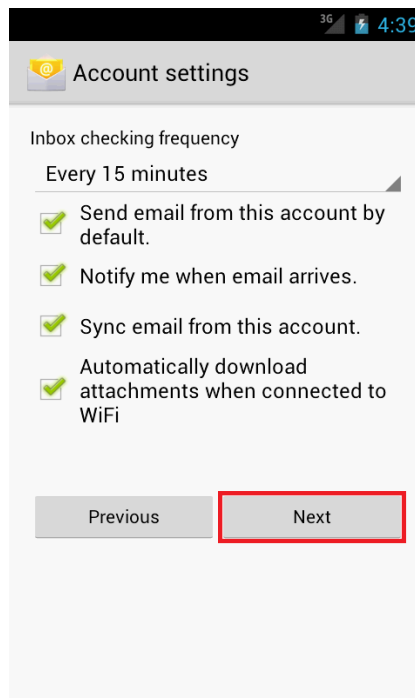 3G 4:39
Account settings
Inbox checking frequency
Every 15 minutes
Send email from this account by
default.
Notify me when email arrives.
Sync email from this account.
Automatically download
attachments when connected to
WiFi
Previous Next